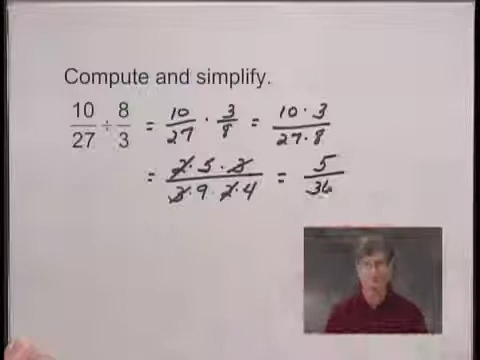 Compute and simplify.
10/27 ÷ 8/3 = 10/27 · 3/8 = 10 · 3/27 · 8
= 2 · 5 · 3/3 · 9 · 2 · 4 = 5/36